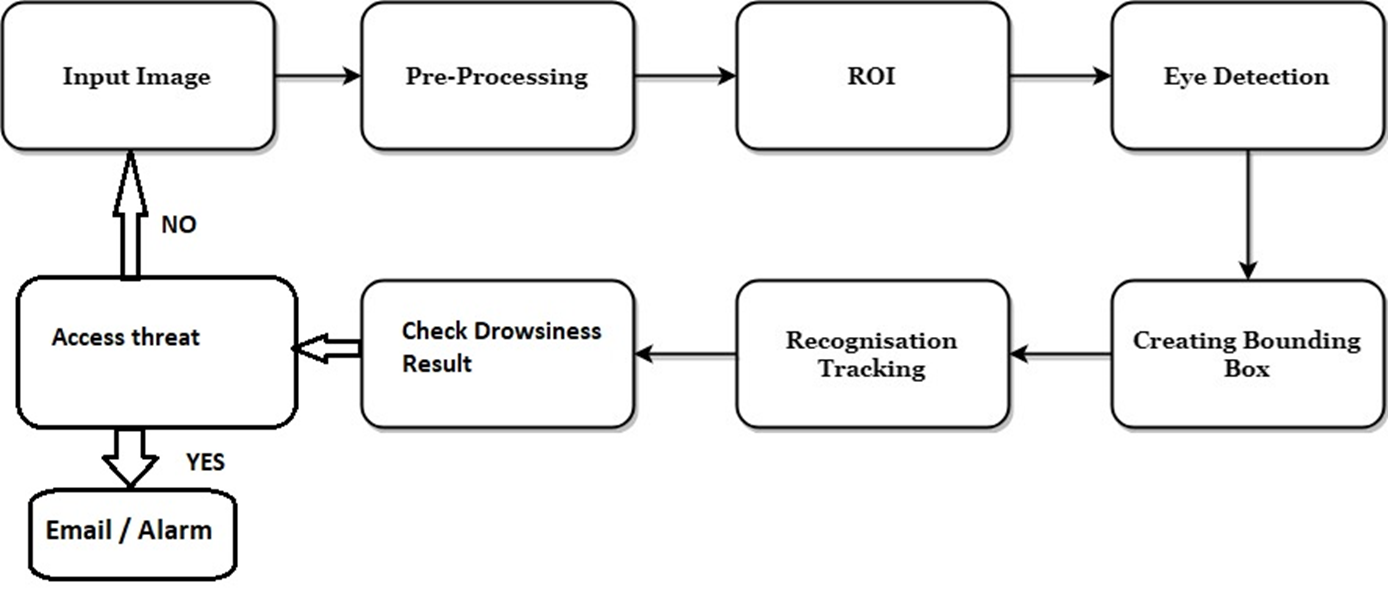 Input Image
Pre-Processing
ROI
Eye Detection
NO
Access threat
Check Drowsiness
Result
Recognisation
Tracking
Creating Bounding
Box
YES
Email / Alarm